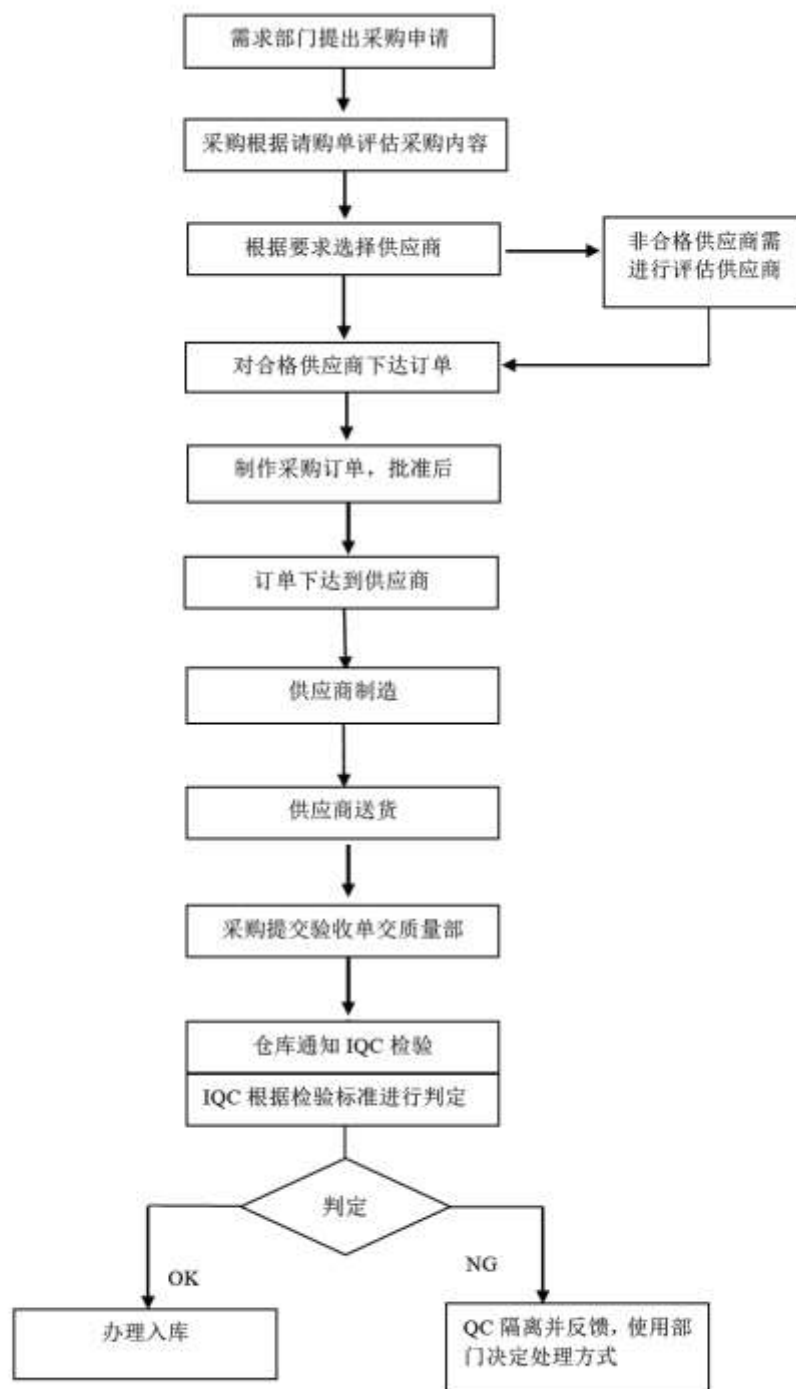 需求部门提出采购申请
采购根据请购单评估采购内容
根据要求选择供应商
非合格供应商需
进行评估供应商
对合格供应商下达订单
制作采购订单，批准后
订单下达到供应商
供应商制造
供应商送货
采购提交验收单交质量部
仓库通知 IQC 检验
IQC 根据检验标准进行判定
判定
OK
NG
办理入库
QC 隔离并反馈，使用部
门决定处理方式